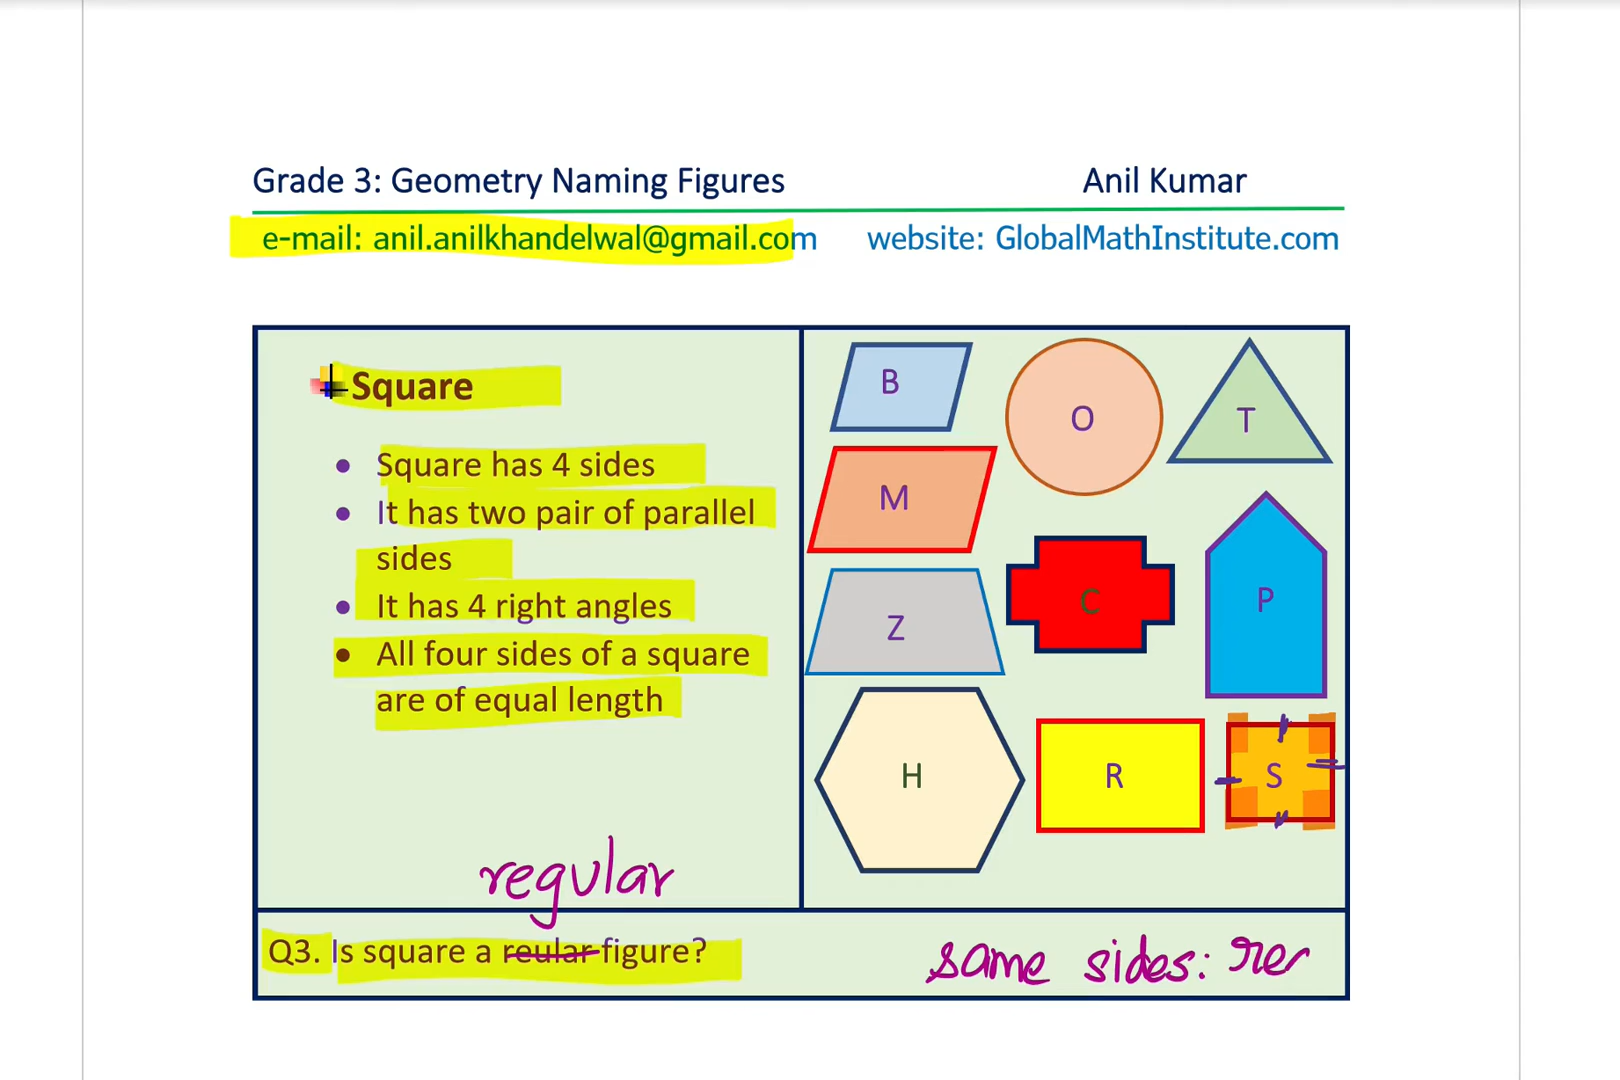 Grade 3: Geometry Naming Figures Anil Kumar
e-mail: anil.anilkhandelwal@gmail.com website: GlobalMathInstitute.com
Square
• Square has 4 sides
• It has two pair of parallel
sides
• It has 4 right angles
• All four sides of a square
are of equal length
B
O
T
M
Z
C
P
H
R
S
regular
Q3. Is square a reular figure?
same sides: